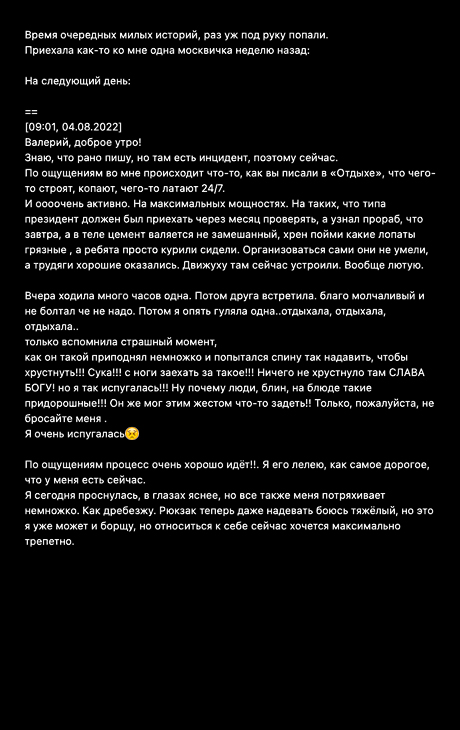 Время очередных милых историй, раз уж под руку попали.
Приехала как-то ко мне одна москвичка неделю назад:
На следующий день:
==
[09:01, 04.08.2022]
Валерий, доброе утро!
Знаю, что рано пишу, но там есть инцидент, поэтому сейчас.
По ощущениям во мне происходит что-то, как вы писали в «Отдыхе», что чего-
то строят, копают, чего-то латают 24/7.
И оооочень активно. На максимальных мощностях. На таких, что типа
президент должен был приехать через месяц проверять, а узнал прораб, что
завтра, а в теле цемент валяется не замешанный, хрен пойми какие лопаты
грязные , а ребята просто курили сидели. Организоваться сами они не умели,
а трудяги хорошие оказались. Движуху там сейчас устроили. Вообще лютую.
Вчера ходила много часов одна. Потом друга встретила. благо молчаливый и
не болтал че не надо. Потом я опять гуляла одна..отдыхала, отдыхала,
отдыхала..
только вспомнила страшный момент,
как он такой приподнял немножко и попытался спину так надавить, чтобы
хрустнуть!!! Сука!!! с ноги заехать за такое!!! Ничего не хрустнуло там СЛАВА
БОГУ! но я так испугалась!!! Ну почему люди, блин, на блюде такие
придорошные!!! Он же мог этим жестом что-то задеть!! Только, пожалуйста, не
бросайте меня .
Я очень испугалась😣
По ощущениям процесс очень хорошо идёт!!. Я его лелею, как самое дорогое,
что у меня есть сейчас.
Я сегодня проснулась, в глазах яснее, но все также меня потряхивает
немножко. Как дребезжу. Рюкзак теперь даже надевать боюсь тяжёлый, но это
я уже может и борщу, но относиться к себе сейчас хочется максимально
трепетно.